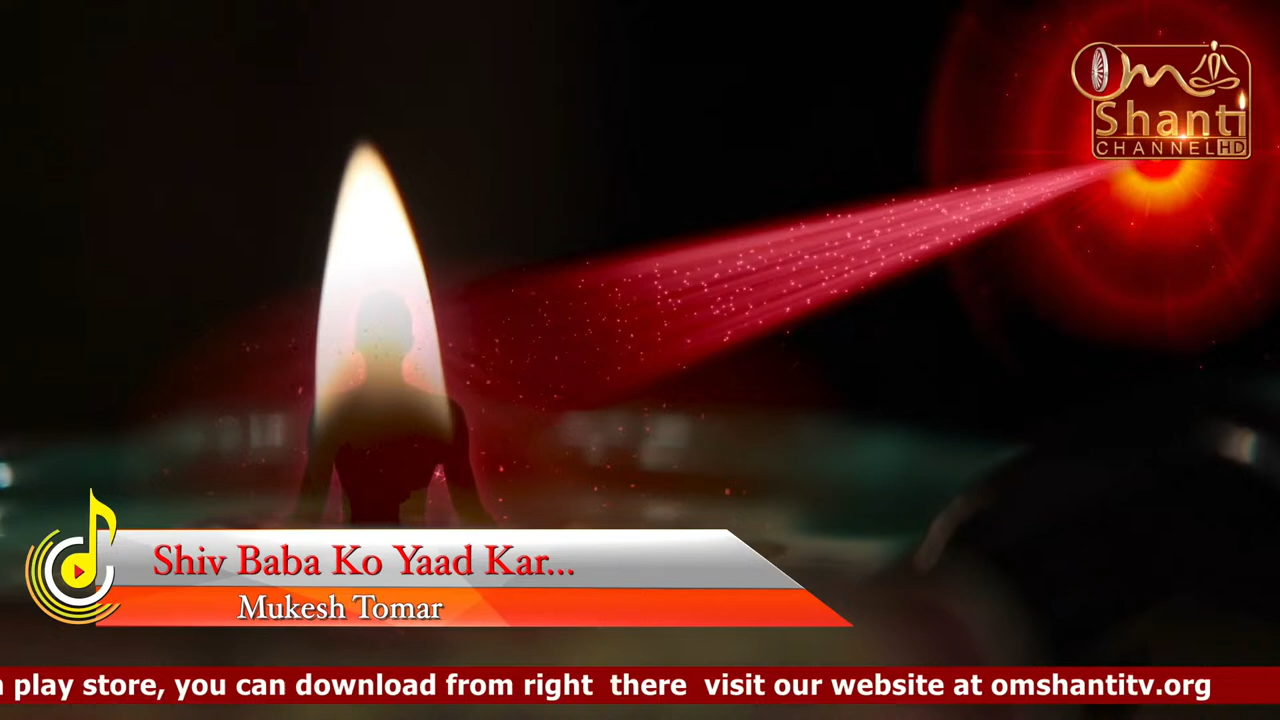 Om
Shanti
CHANNEL HD
Shiv Baba Ko Yaad Kar...
Mukesh Tomar
play store, you can download from right there visit our website at omshantitv.org